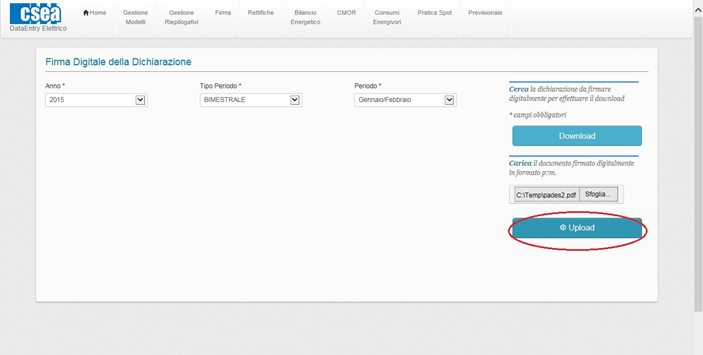 csea
DataEntry Elettrico
Home
Gestione
Modelli
Gestione
Riepilogativi
Firma
Rettifiche
Bilancio
Energetico
CMOR
Consumi
Energivori
Pratica Spot
Previsionale
Firma Digitale della Dichiarazione
Anno *
2015
Tipo Periodo *
BIMESTRALE
Periodo *
Gennaio/Febbraio
Cerca la dichiarazione da firmare
digitalmente per effettuare il download
* campi obbligatori
Download
Carica il documento firmato digitalmente
in formato p7m.
C:\Temp\pades2.pdf Sfoglia...
Upload